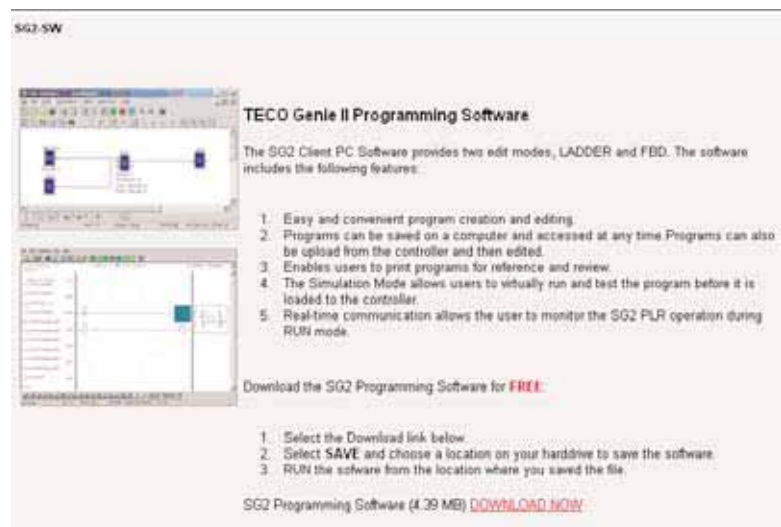 SG2-SW
TECO Genie II Programming Software
The SG2 Client PC Software provides two edit modes, LADDER and FBD. The software
includes the following features:
1. Easy and convenient program creation and editing.
2. Programs can be saved on a computer and accessed at any time Programs can also
be upload from the controller and then edited.
3. Enables users to print programs for reference and review.
4. The Simulation Mode allows users to virtually run and test the program before it is
loaded to the controller.
5. Real-time communication allows the user to monitor the SG2 PLR operation during
RUN mode.
Download the SG2 Programming Software for FREE:
1. Select the Download link below.
2. Select SAVE and choose a location on your harddrive to save the software.
3. RUN the sofware from the location where you saved the file.
SG2 Programming Software (4.39 MB) DOWNLOAD NOW